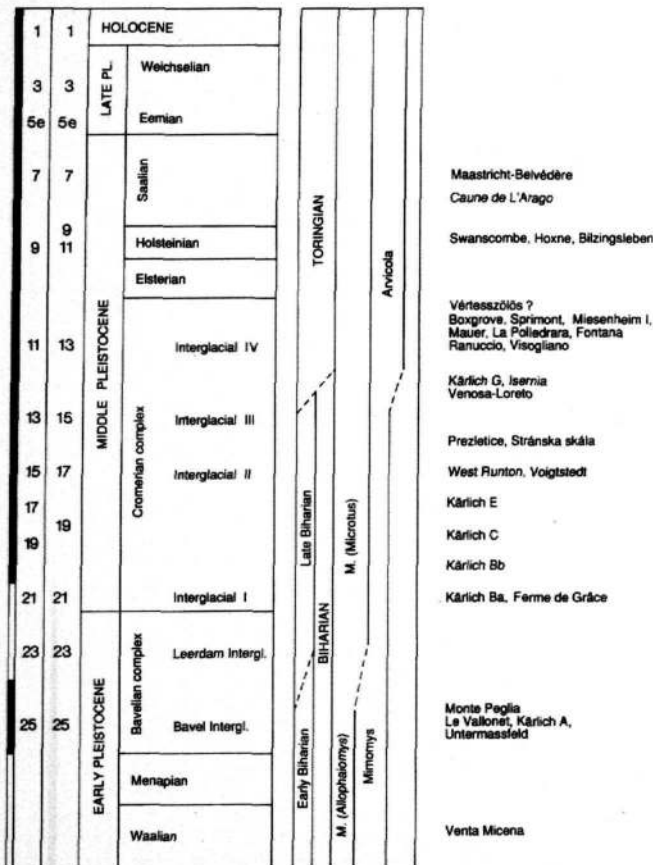 1 1 HOLOCENE
LATE PL.
Weichselian
3 3
5e 5e Eemian
MIDDLE PLEISTOCENE
Saalian
7 7
Maastricht-Belvédère
Caune de L'Arago
9
9 11 Holsteinian
Swanscombe, Hoxne, Bilzingsleben
Elsterian
TORINGIAN
Arvicola
Vértesszölös ?
Boxgrove, Sprimont, Miesenheim I,
Mauer, La Polledrara, Fontana
Ranuccio, Visogliano
11 13 Interglacial IV
Kärlich G, Isernia
Venosa-Loreto
Cromerian complex
13 15 Interglacial III
Prezletice, Stránska skála
15 17 Interglacial II
West Runton, Voigtstedt
17
19
19
Kärlich E
Kärlich C
Kärlich Bb
Late Biharian
M. (Microtus)
21 21 Interglacial I
Kärlich Ba, Ferme de Grâce
BIHARIAN
EARLY PLEISTOCENE
Bavelian complex
23 23 Leerdam Intergl.
Monte Peglia
Le Vallonet, Kärlich A,
Untermassfeld
25 25 Bavel Intergl.
Early Biharian
M. (Allophaiomys)
Mimomys
Menapian
Waalian
Venta Micena